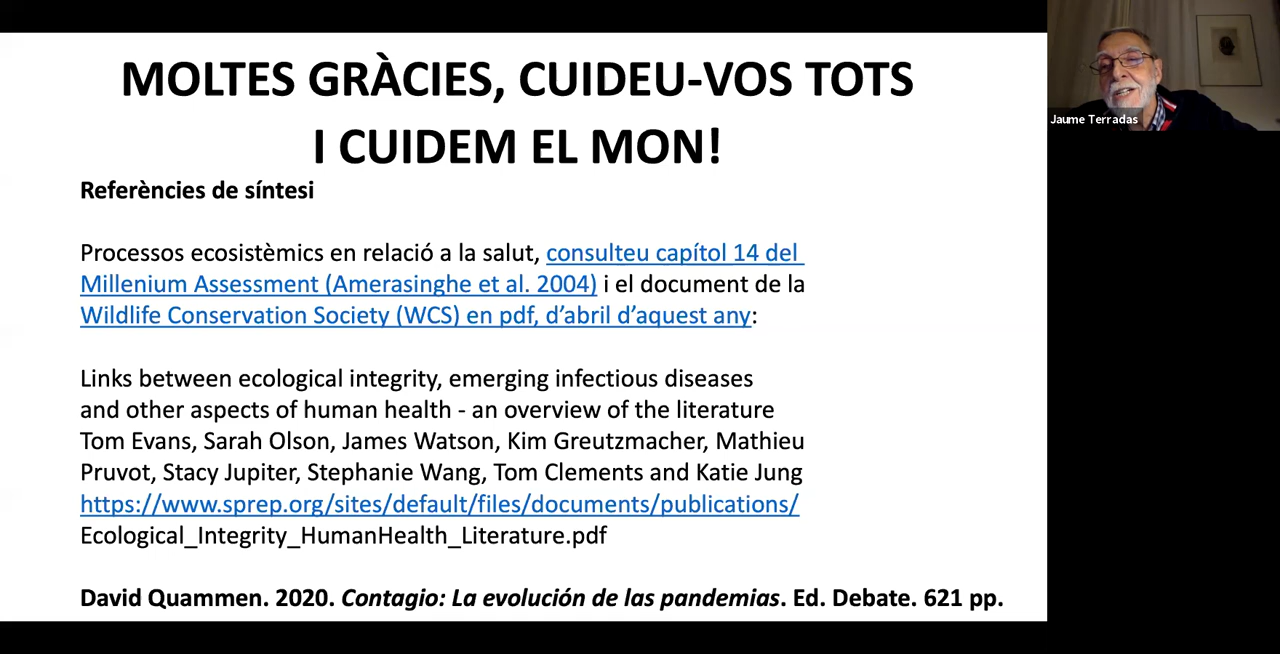 MOLTES GRÀCIES, CUIDEU-VOS TOTS
I CUIDEM EL MON!
Referències de síntesi
Processos ecosistèmics en relació a la salut, consulteu capítol 14 del
Millenium Assessment (Amerasinghe et al. 2004) i el document de la
Wildlife Conservation Society (WCS) en pdf, d’abril d’aquest any:
Links between ecological integrity, emerging infectious diseases
and other aspects of human health - an overview of the literature
Tom Evans, Sarah Olson, James Watson, Kim Greutzmacher, Mathieu
Pruvot, Stacy Jupiter, Stephanie Wang, Tom Clements and Katie Jung
https://www.sprep.org/sites/default/files/documents/publications/
Ecological_Integrity_HumanHealth_Literature.pdf
David Quammen. 2020. Contagio: La evolución de las pandemias. Ed. Debate. 621 pp.
Jaume Terradas